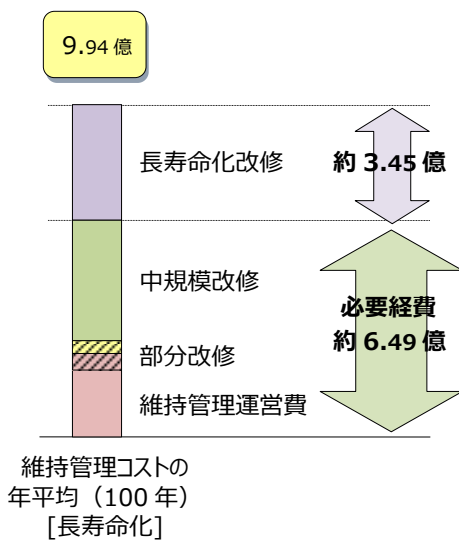 9.94 億
長寿命化改修
約 3.45 億
中規模改修
必要経費
約 6.49 億
部分改修
維持管理運営費
維持管理コストの
年平均（100 年）
[長寿命化]